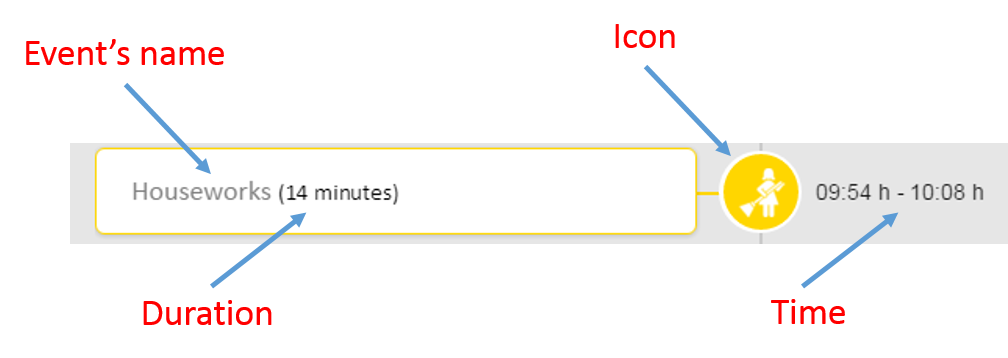 Event’s name
Icon
Houseworks (14 minutes)
09:54 h - 10:08 h
Duration
Time